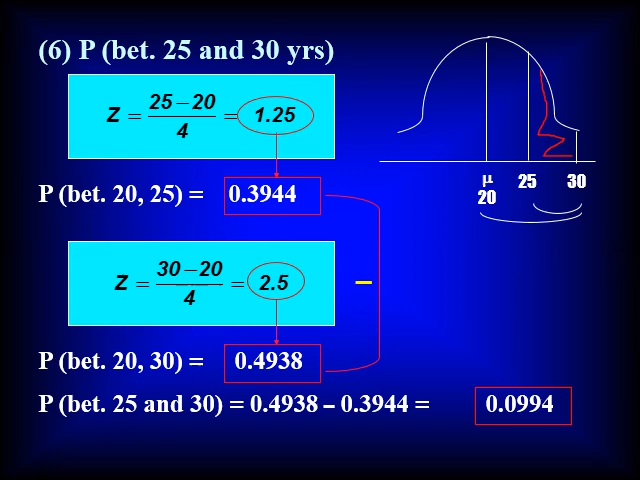 (6) P (bet. 25 and 30 yrs)
Z = (25 – 20) / 4 = 1.25
P (bet. 20, 25) = 0.3944
Z = (30 – 20) / 4 = 2.5
–
P (bet. 20, 30) = 0.4938
P (bet. 25 and 30) = 0.4938 – 0.3944 = 0.0994
μ 25 30
20